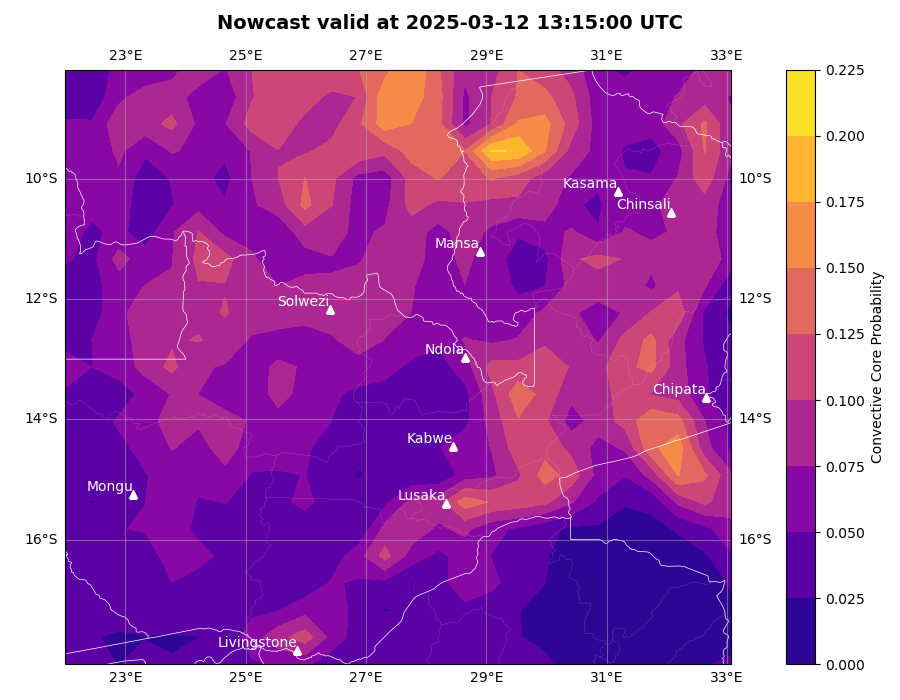 Nowcast valid at 2025-03-12 13:15:00 UTC
23°E 25°E 27°E 29°E 31°E 33°E
0.225
0.200
0.175
10°S Kasama 10°S
Chinsali
0.150
Mansa
12°S Solwezi 12°S
0.125
Ndola
Chipata
0.100
14°S 14°S
Kabwe
0.075
Mongu
Lusaka
0.050
16°S 16°S
0.025
Livingstone
0.000
23°E 25°E 27°E 29°E 31°E 33°E
Convective Core Probability